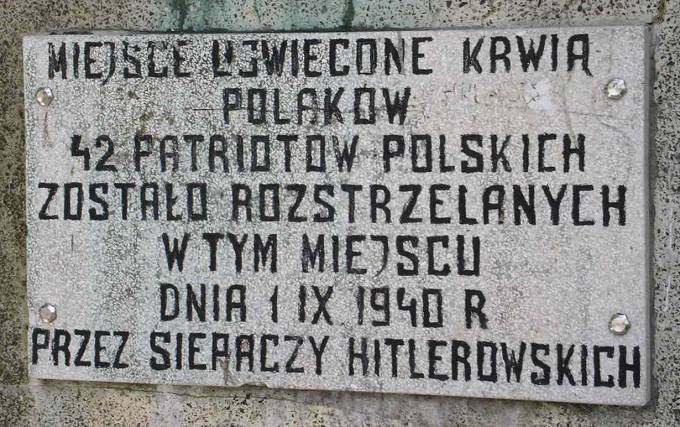 MIEJSCE UŚWIECONE KRWIĄ
POLAKÓW
42 PATRIOTÓW POLSKICH
ZOSTAŁO ROZSTRZELANYCH
W TYM MIEJSCU
DNIA 1 IX 1940 R
PRZEZ SIEPACZY HITLEROWSKICH